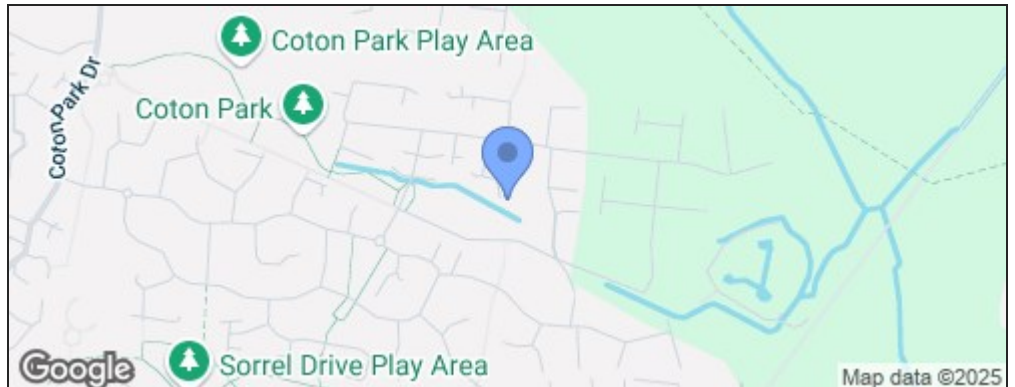 Coton Park Play Area
Coton Park Dr
Coton Park
Sorrel Drive Play Area
Google
Map data ©2025